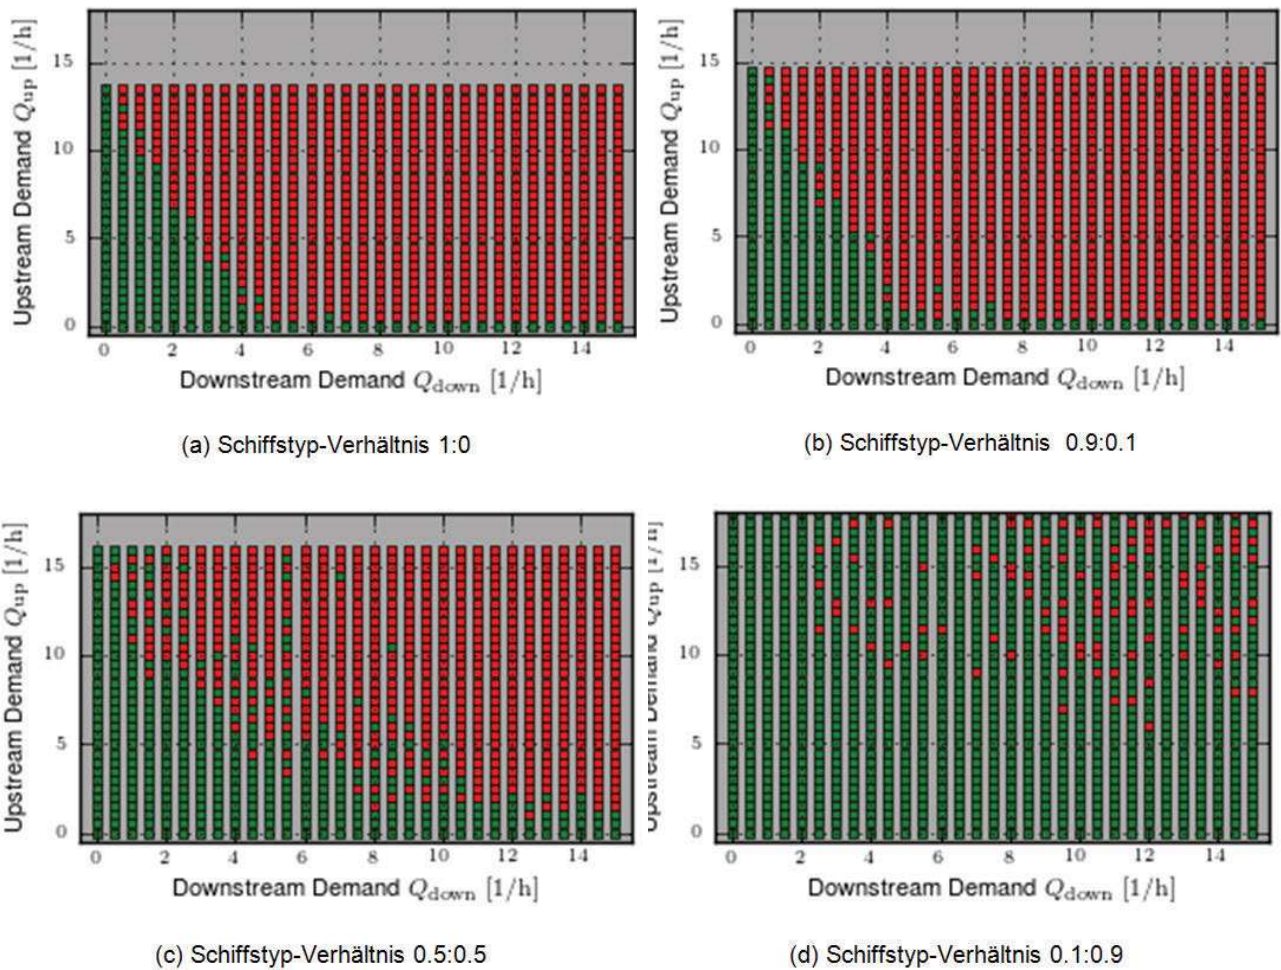 Upstream Demand Q_up [1/h]
15
10
5
0
0 2 4 6 8 10 12 14
Downstream Demand Q_down [1/h]
(a) Schiffstyp-Verhältnis 1:0
Upstream Demand Q_up [1/h]
15
10
5
0
0 2 4 6 8 10 12 14
Downstream Demand Q_down [1/h]
(b) Schiffstyp-Verhältnis 0.9:0.1
Upstream Demand Q_up [1/h]
15
10
5
0
0 2 4 6 8 10 12 14
Downstream Demand Q_down [1/h]
(c) Schiffstyp-Verhältnis 0.5:0.5
Upstream Demand Q_up [1/h]
15
10
5
0
0 2 4 6 8 10 12 14
Downstream Demand Q_down [1/h]
(d) Schiffstyp-Verhältnis 0.1:0.9